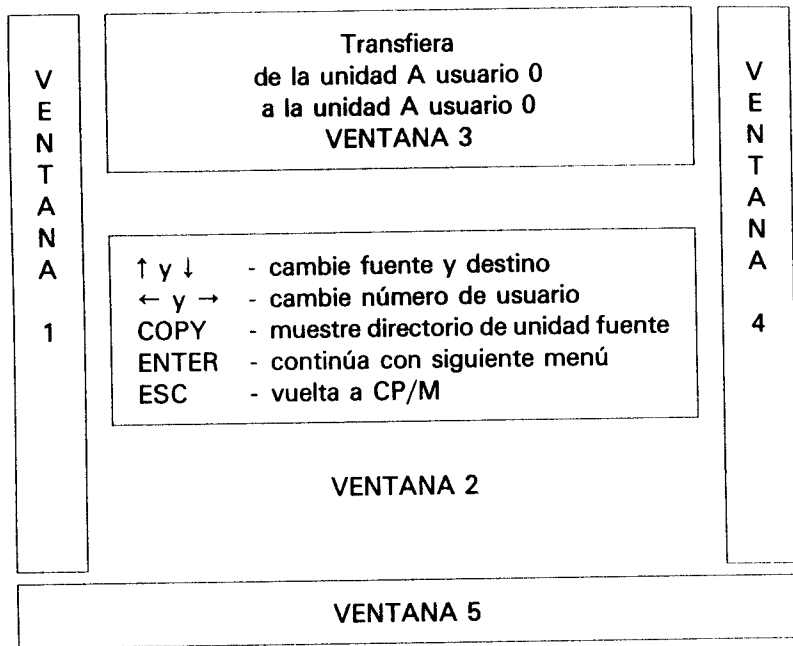 VENTANA 1
Transfiera
de la unidad A usuario 0
a la unidad A usuario 0
VENTANA 3
↑ y ↓ - cambie fuente y destino
← y → - cambie número de usuario
COPY - muestre directorio de unidad fuente
ENTER - continúa con siguiente menú
ESC - vuelta a CP/M
VENTANA 2
VENTANA 4
VENTANA 5